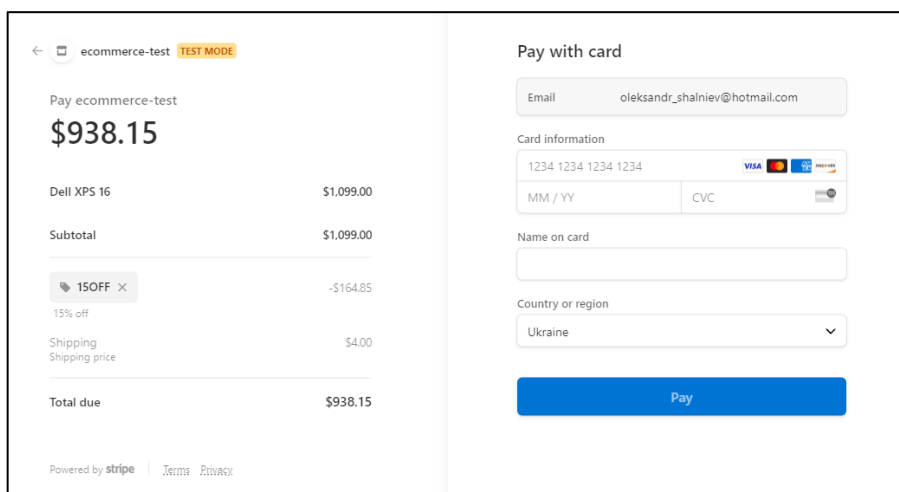 ecommerce-test TEST MODE
Pay ecommerce-test
$938.15
Dell XPS 16 $1,099.00
Subtotal $1,099.00
15OFF -$164.85
15% off
Shipping $4.00
Shipping price
Total due $938.15
Powered by stripe Terms Privacy
Pay with card
Email oleksandr_shalniev@hotmail.com
Card information
1234 1234 1234 1234 VISA
MM / YY CVC
Name on card
Country or region
Ukraine
Pay